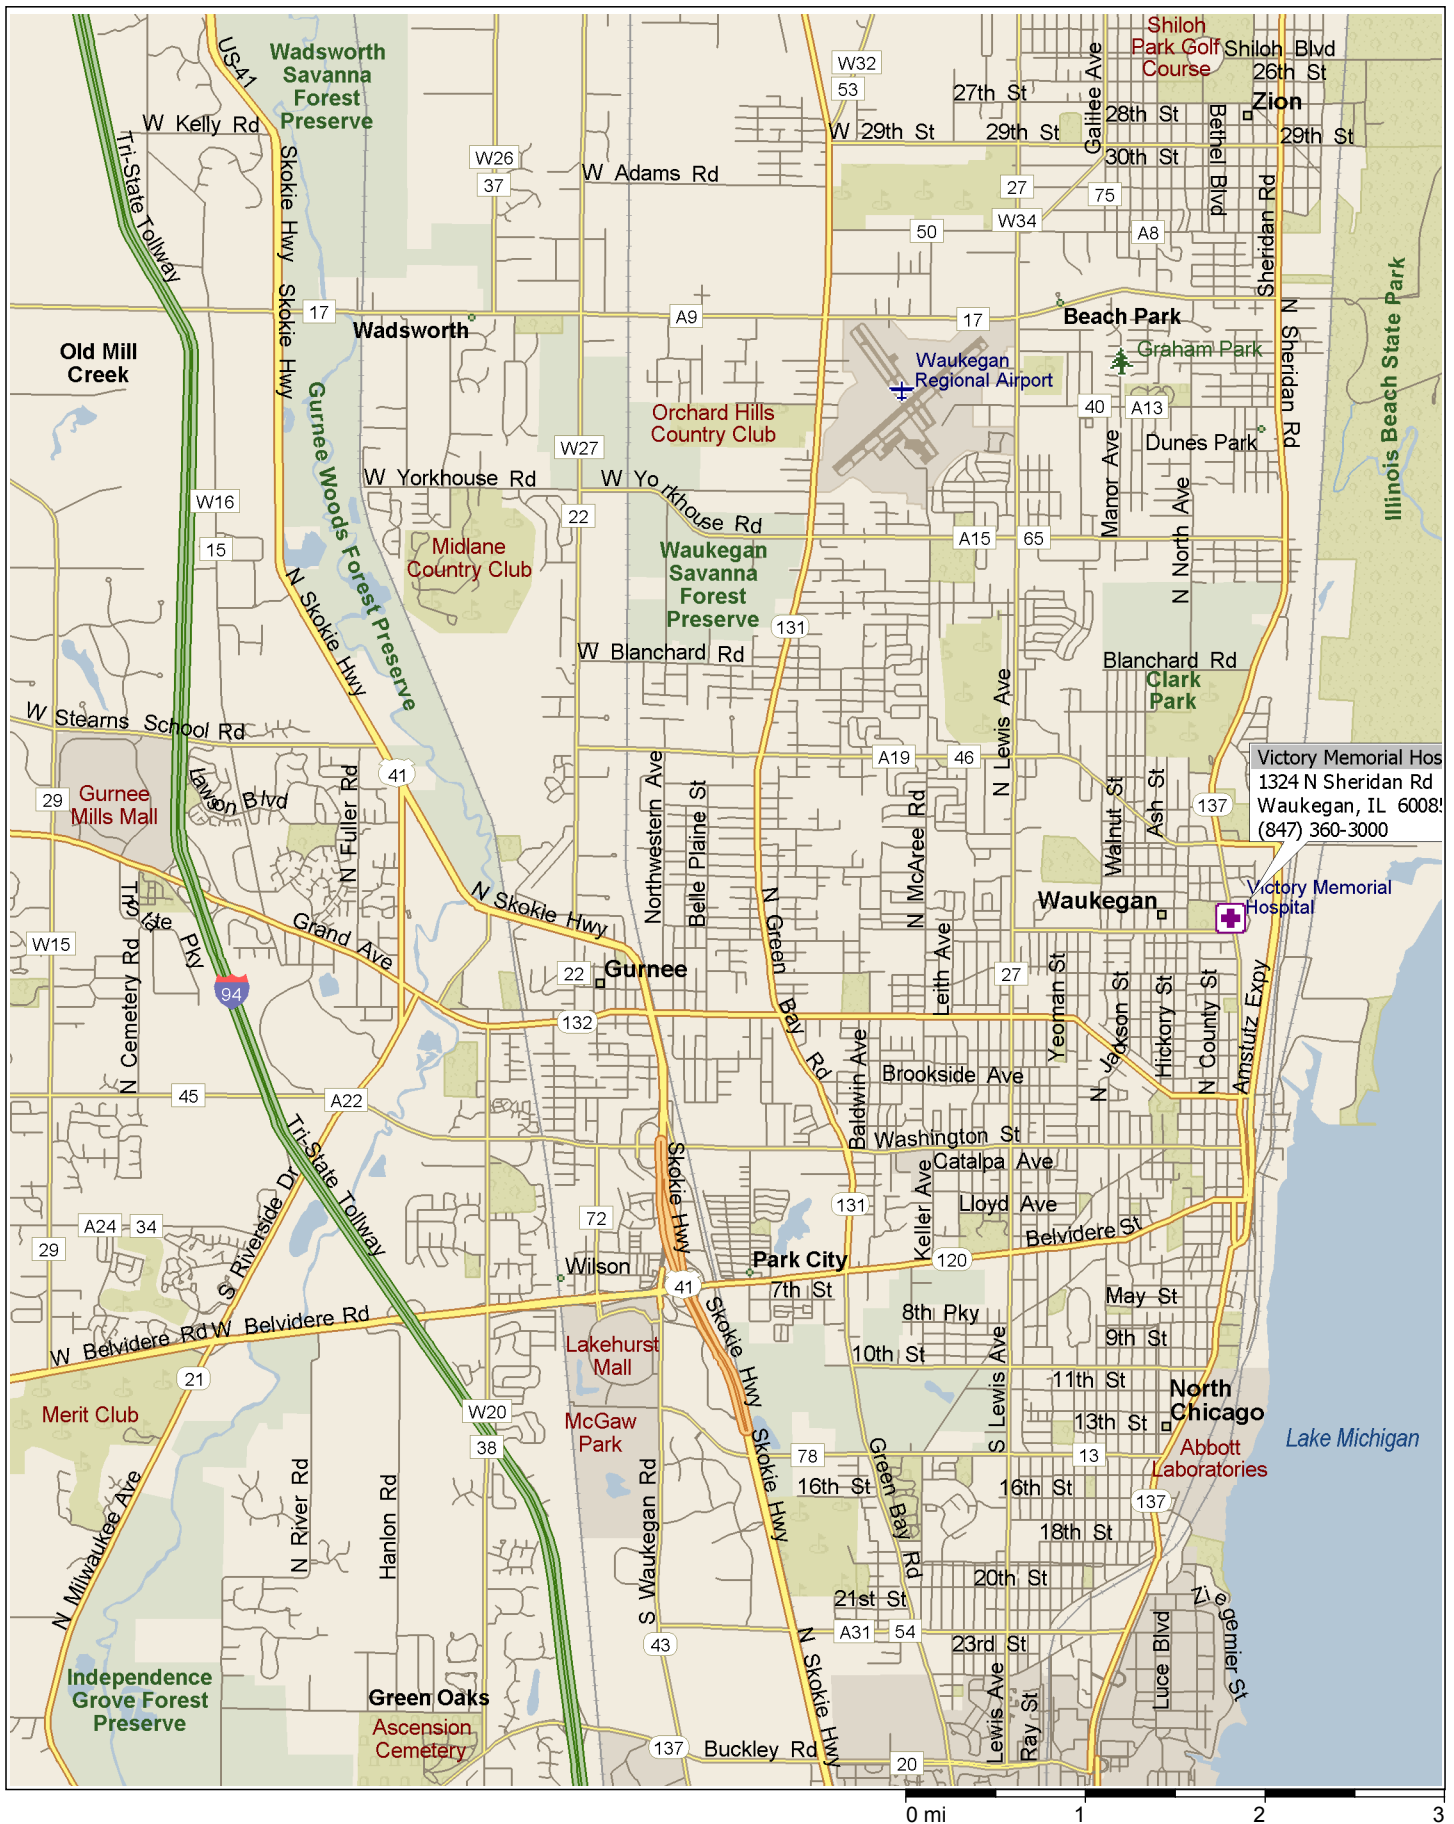 Shiloh
Park Golf
Course
Shiloh Blvd
26th St
Zion
US-41
Wadsworth
Savanna
Forest
Preserve
W32
53
27th St
Galilee Ave
28th St
Bethel Blvd
W Kelly Rd
W 29th St
29th St
29th St
30th St
Tri-State Tollway
Skokie Hwy
W26
37
W Adams Rd
27
75
W34
50
A8
Sheridan Rd
Skokie Hwy
17
Wadsworth
A9
17
Beach Park
N Sheridan Rd
Illinois Beach State Park
Old Mill
Creek
Waukegan
Regional Airport
Graham Park
Gurnee Woods Forest Preserve
Orchard Hills
Country Club
40
A13
Dunes Park
W27
Manor Ave
W Yorkhouse Rd
W Yorkhouse Rd
N North Ave
W16
22
15
A15
65
Midlane
Country Club
Waukegan
Savanna
Forest
Preserve
N Skokie Hwy
131
W Blanchard Rd
Blanchard Rd
Clark
Park
W Stearns School Rd
N Lewis Ave
41
A19
46
Victory Memorial Hos
1324 N Sheridan Rd
Waukegan, IL 6008
(847) 360-3000
29
Gurnee
Mills Mall
Lawson Blvd
N Fuller Rd
Northwestern Ave
Belle Plaine St
N McAree Rd
Walnut St
Ash St
137
Tri State Pky
N Skokie Hwy
N Green Bay Rd
Waukegan
Victory Memorial
Hospital
W15
Grand Ave
N Cemetery Rd
94
22
Gurnee
Leith Ave
27
Yeoman St
N Jackson St
Hickory St
N County St
Amstutz Expy
132
Baldwin Ave
Brookside Ave
45
A22
Washington St
Catalpa Ave
Tri-State Tollway
Skokie Hwy
Keller Ave
Lloyd Ave
131
72
A24
34
29
S Riverside Dr
Belvidere St
120
Wilson
Park City
41
7th St
May St
8th Pky
W Belvidere Rd
W Belvidere Rd
9th St
Lakehurst
Mall
Skokie Hwy
10th St
S Lewis Ave
11th St
21
North
Chicago
Merit Club
W20
38
McGaw
Park
13th St
Lake Michigan
Skokie Hwy
Green Bay Rd
78
13
Abbott
Laboratories
N Milwaukee Ave
N River Rd
Hanlon Rd
S Waukegan Rd
16th St
16th St
137
18th St
20th St
21st St
Ziegemier St
A31
54
23rd St
43
N Skokie Hwy
Luce Blvd
Independence
Grove Forest
Preserve
Green Oaks
Ascension
Cemetery
Lewis Ave
Ray St
137
Buckley Rd
20
0 mi
1
2
3